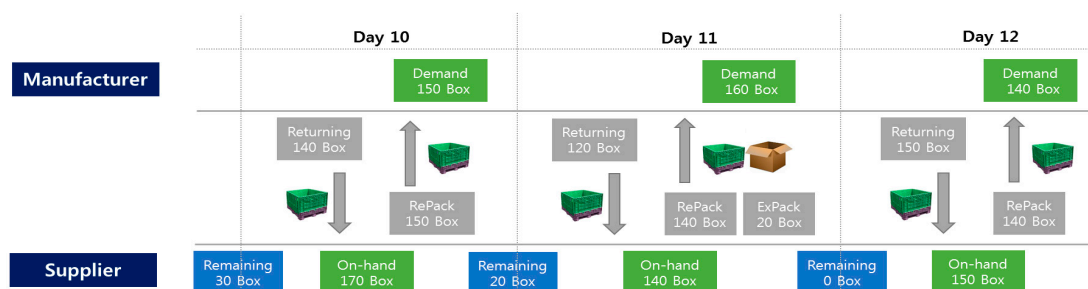 Day 10
Day 11
Day 12
Manufacturer
Demand
150 Box
Demand
160 Box
Demand
140 Box
Returning
140 Box
Returning
120 Box
Returning
150 Box
RePack
150 Box
RePack
140 Box
ExPack
20 Box
RePack
140 Box
Supplier
Remaining
30 Box
On-hand
170 Box
Remaining
20 Box
On-hand
140 Box
Remaining
0 Box
On-hand
150 Box